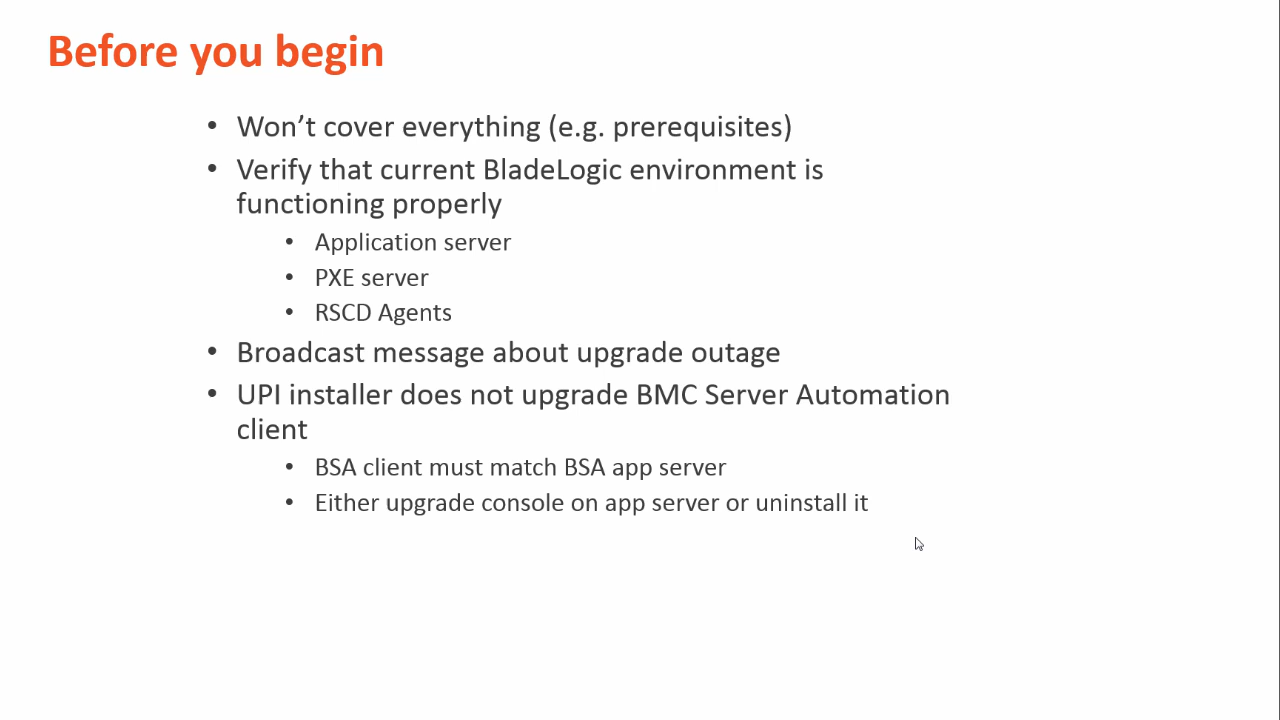 Before you begin
• Won't cover everything (e.g. prerequisites)
• Verify that current BladeLogic environment is
functioning properly
• Application server
• PXE server
• RSCD Agents
• Broadcast message about upgrade outage
• UPI installer does not upgrade BMC Server Automation
client
• BSA client must match BSA app server
• Either upgrade console on app server or uninstall it